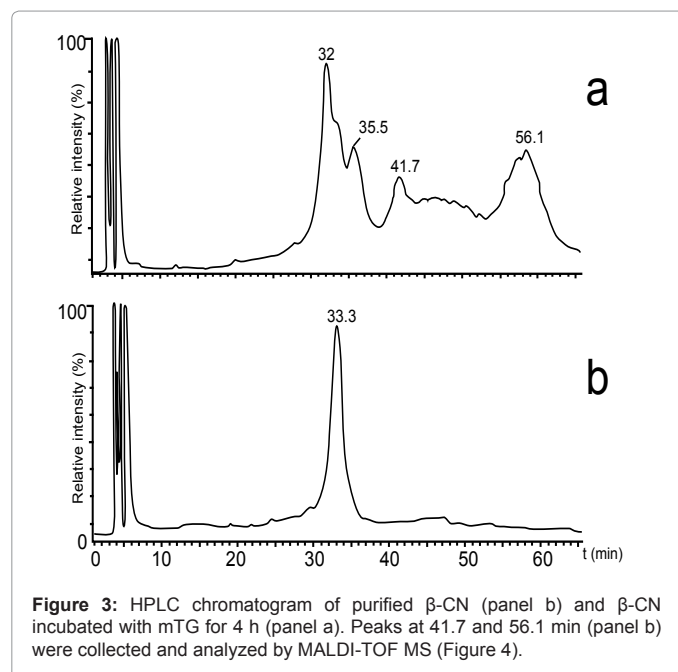 100
Relative intensity (%)
32
35.5
41.7
56.1
a
100
Relative intensity (%)
0
33.3
b
0 10 20 30 40 50 60 t (min)
Figure 3: HPLC chromatogram of purified β-CN (panel b) and β-CN
incubated with mTG for 4 h (panel a). Peaks at 41.7 and 56.1 min (panel b)
were collected and analyzed by MALDI-TOF MS (Figure 4).